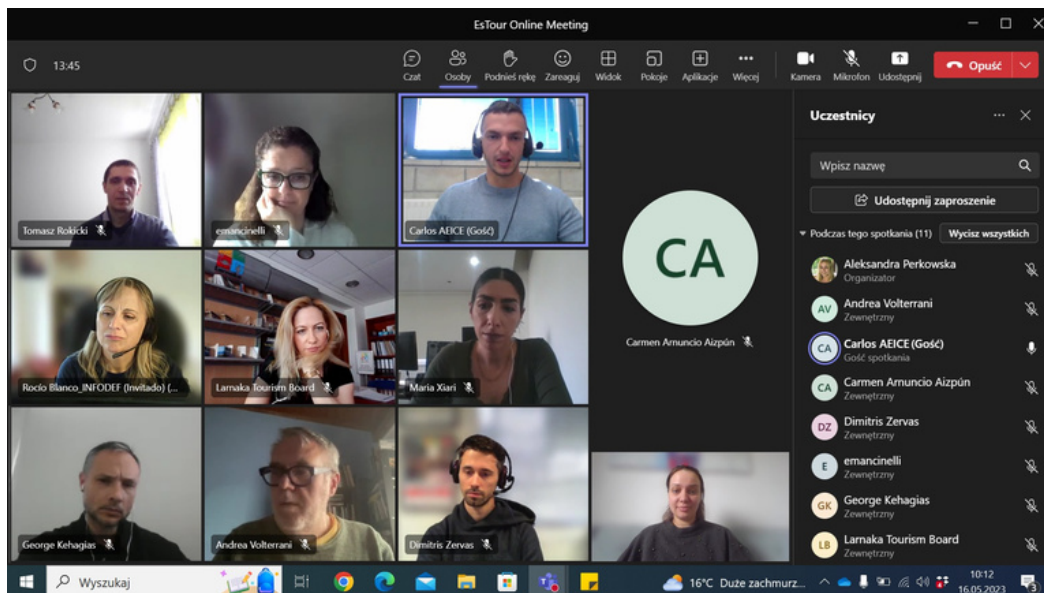 EsTour Online Meeting
13:45
Czat
Osoby
Podnieś rękę
Zareaguj
Widok
Pokoje
Aplikacje
Więcej
Kamera
Mikrofon
Udostępnij
Opuść
Tomasz Rokicki
emancinelli
Carlos AEICE (Gość)
CA
Carmen Arnuncio Aizpún
Rocío Blanco_INFODEF (Invitado) (...
Larnaka Tourism Board
Maria Xiari
George Kehagias
Andrea Volterrani
Dimitris Zervas
Uczestnicy
Wpisz nazwę
Udostępnij zaproszenie
Podczas tego spotkania (11)
Wycisz wszystkich
Aleksandra Perkowska
Organizator
AV
Andrea Volterrani
Zewnętrzny
CA
Carlos AEICE (Gość)
Gość spotkania
CA
Carmen Arnuncio Aizpún
Zewnętrzny
DZ
Dimitris Zervas
Zewnętrzny
E
emancinelli
Zewnętrzny
GK
George Kehagias
Zewnętrzny
LB
Larnaka Tourism Board
Zewnętrzny
Wyszukaj
16°C Duże zachmurz...
10:12
16.05.2023
3